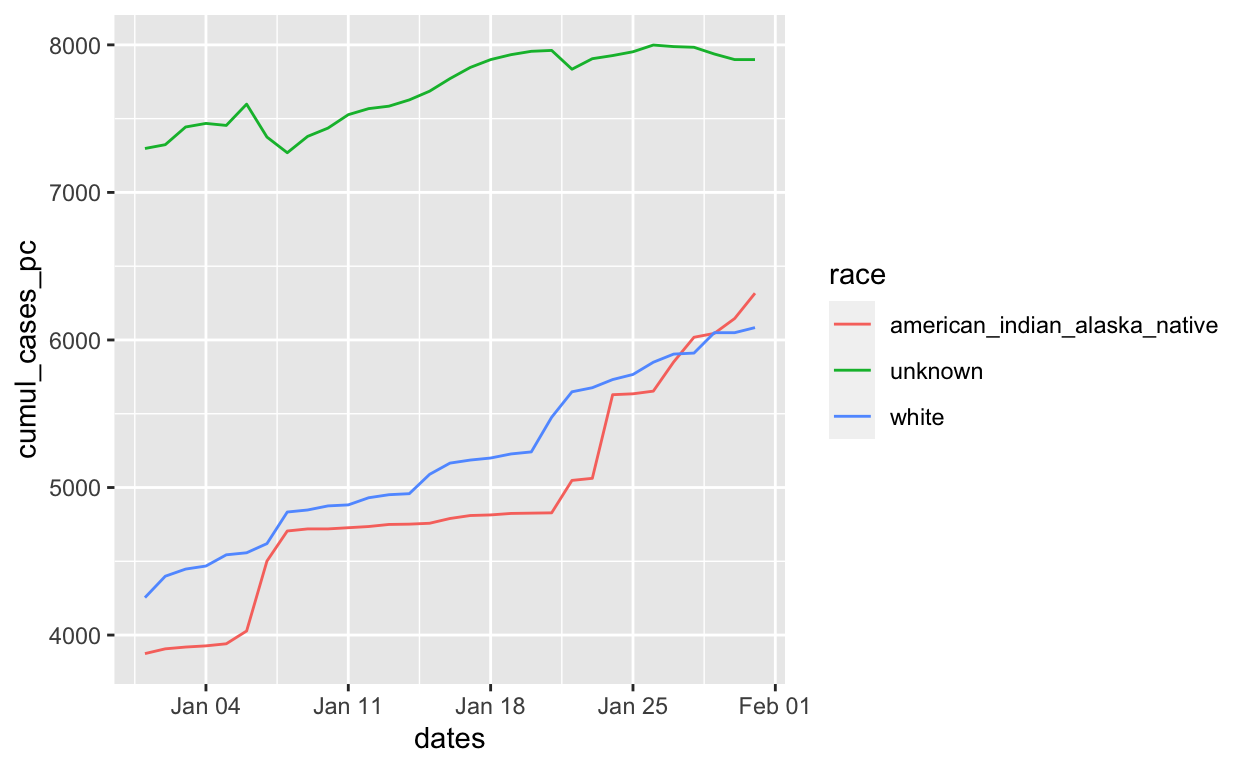 cumul_cases_pc
8000
7000
6000
5000
4000
Jan 04 Jan 11 Jan 18 Jan 25 Feb 01
dates
race
american_indian_alaska_native
unknown
white